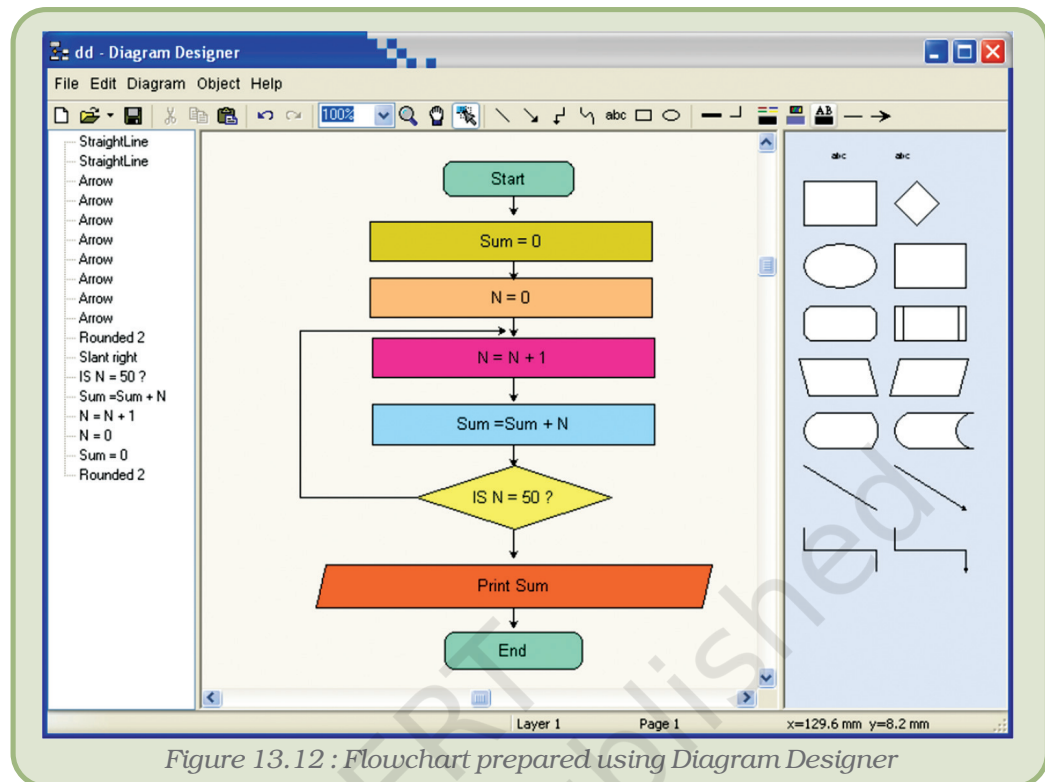 dd - Diagram Designer
File Edit Diagram Object Help
100%
abc
AB
StraightLine
StraightLine
Arrow
Arrow
Arrow
Arrow
Arrow
Arrow
Arrow
Arrow
Rounded 2
Slant right
IS N = 50 ?
Sum =Sum + N
N = N + 1
N = 0
Sum = 0
Rounded 2
Start
Sum = 0
N = 0
N = N + 1
Sum =Sum + N
IS N = 50 ?
Print Sum
End
abc abc
Layer 1 Page 1 x=129.6 mm y=8.2 mm
Figure 13.12 : Flowchart prepared using Diagram Designer